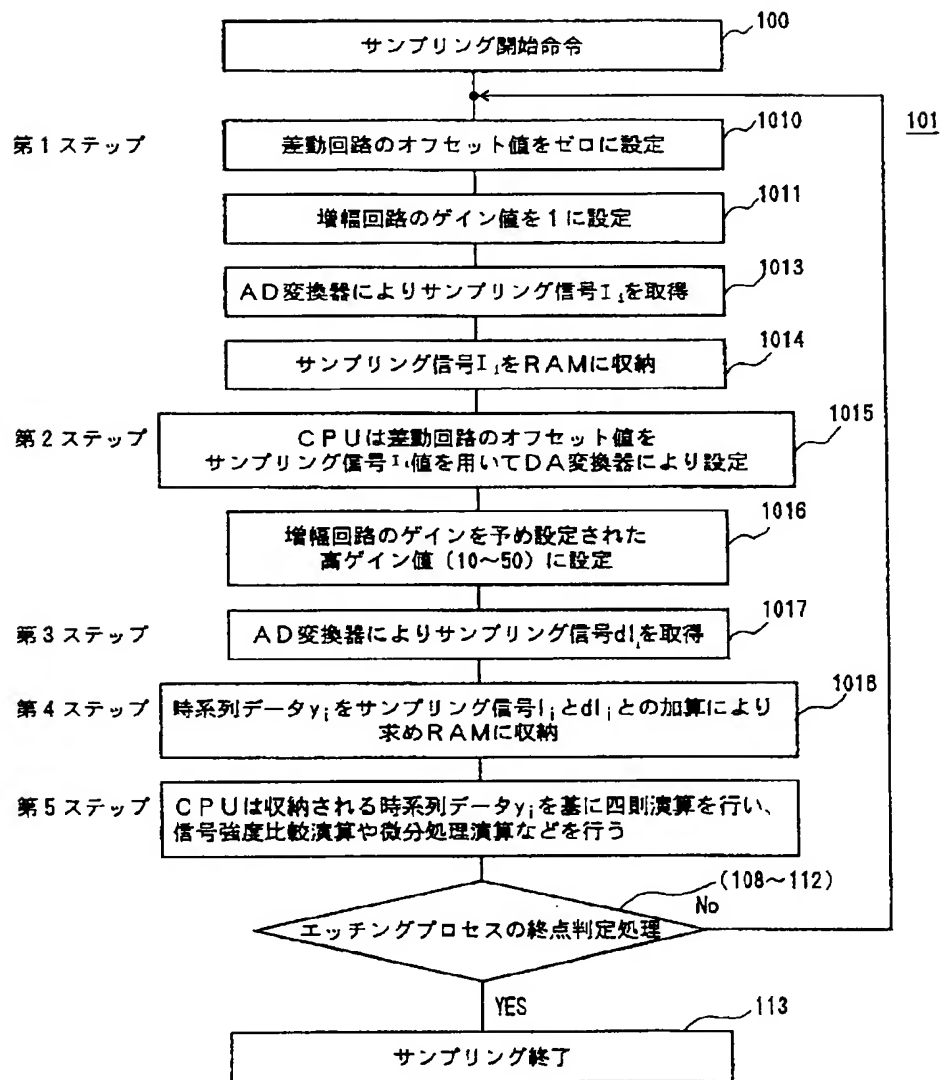 サンプリング開始命令
100
101
第1ステップ
差動回路のオフセット値をゼロに設定
1010
増幅回路のゲイン値を1に設定
1011
AD変換器によりサンプリング信号Iiを取得
1013
サンプリング信号IiをRAMに収納
1014
第2ステップ
CPUは差動回路のオフセット値を
サンプリング信号Ii値を用いてDA変換器により設定
1015
増幅回路のゲインを予め設定された
高ゲイン値(10~50)に設定
1016
第3ステップ
AD変換器によりサンプリング信号dIiを取得
1017
第4ステップ
時系列データyiをサンプリング信号IiとdIiとの加算により
求めRAMに収納
1018
第5ステップ
CPUは収納される時系列データyiを基に四則演算を行い、
信号強度比較演算や微分処理演算などを行う
(108~112)
No
エッチングプロセスの終点判定処理
YES
113
サンプリング終了